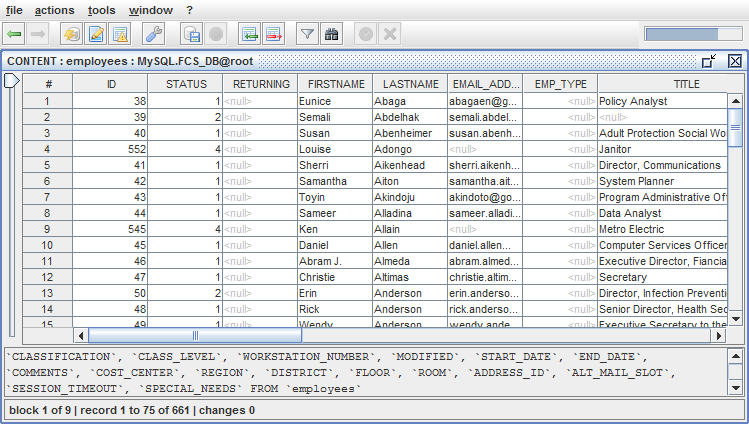 file actions tools window ?
CONTENT : employees : MySQL.FCS_DB@root
# ID STATUS RETURNING FIRSTNAME LASTNAME EMAIL_ADD... EMP_TYPE TITLE
1 38 1 <null> Eunice Abaga abagaen@g... <null> Policy Analyst
2 39 2 <null> Semali Abdelhak semali.abdel... <null> <null>
3 40 1 <null> Susan Abenheimer susan.abenh... <null> Adult Protection Social Wo
4 552 4 <null> Louise Adongo <null> <null> Janitor
5 41 1 <null> Sherri Aikenhead sherri.aikenh... <null> Director, Communications
6 42 1 <null> Samantha Aiton samantha.ait... <null> System Planner
7 43 1 <null> Toyin Akindoju akindoto@go... <null> Program Administrative Off
8 44 1 <null> Sameer Alladina sameer.alladi... <null> Data Analyst
9 545 4 <null> Ken Allain <null> <null> Metro Electric
10 45 1 <null> Daniel Allen daniel.allen... <null> Computer Services Officer
11 46 1 <null> Abram J. Almeda abram.almed... <null> Executive Director, Fiancia
12 47 1 <null> Christie Altimas christie.altim... <null> Secretary
13 50 2 <null> Erin Anderson erin.anderso... <null> Director, Infection Preventi
14 48 1 <null> Rick Anderson rick.anderso... <null> Senior Director, Health Sec
15 49 1 <null> Wendy Anderson wendy.ande... <null> Executive Secretary to the
`CLASSIFICATION`, `CLASS_LEVEL`, `WORKSTATION_NUMBER`, `MODIFIED`, `START_DATE`, `END_DATE`,
`COMMENTS`, `COST_CENTER`, `REGION`, `DISTRICT`, `FLOOR`, `ROOM`, `ADDRESS_ID`, `ALT_MAIL_SLOT`,
`SESSION_TIMEOUT`, `SPECIAL_NEEDS` FROM `employees`
block 1 of 9 | record 1 to 75 of 661 | changes 0